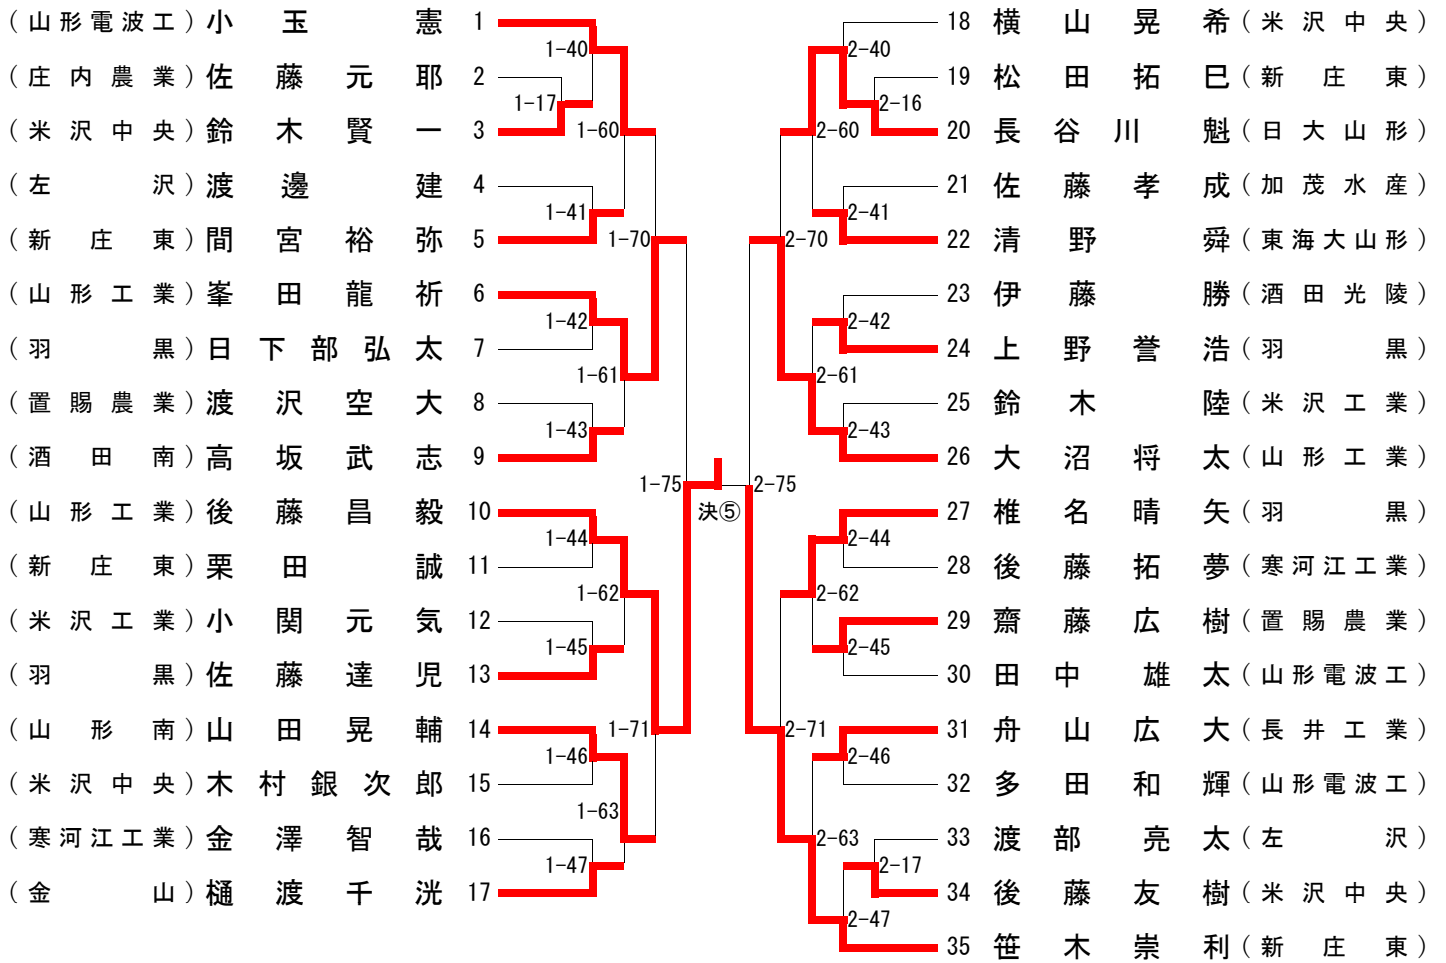 (山形電波工) 小玉憲 1
(庄内農業) 佐藤元耶 2
(米沢中央) 鈴木賢一 3
(左沢) 渡邊建 4
(新庄東) 間宮裕弥 5
(山形工業) 峯田龍祈 6
(羽黒) 日下部弘太 7
(置賜農業) 渡沢空大 8
(酒田南) 高坂武志 9
(山形工業) 後藤昌毅 10
(新庄東) 栗田誠 11
(米沢工業) 小関元気 12
(羽黒) 佐藤達児 13
(山形南) 山田晃輔 14
(米沢中央) 木村銀次郎 15
(寒河江工業) 金澤智哉 16
(金山) 樋渡千洸 17
1-40
1-17
1-60
1-41
1-70
1-42
1-61
1-43
1-75
1-44
1-62
1-45
1-71
1-46
1-63
1-47
決⑤
2-40
2-16
2-60
2-41
2-70
2-42
2-61
2-43
2-75
2-44
2-62
2-45
2-71
2-46
2-63
2-17
2-47
18 横山晃希 (米沢中央)
19 松田拓巳 (新庄東)
20 長谷川魁 (日大山形)
21 佐藤孝成 (加茂水産)
22 清野舜 (東海大山形)
23 伊藤勝 (酒田光陵)
24 上野誉浩 (羽黒)
25 鈴木陸 (米沢工業)
26 大沼将太 (山形工業)
27 椎名晴矢 (羽黒)
28 後藤拓夢 (寒河江工業)
29 齋藤広樹 (置賜農業)
30 田中雄太 (山形電波工)
31 舟山広大 (長井工業)
32 多田和輝 (山形電波工)
33 渡部亮太 (左沢)
34 後藤友樹 (米沢中央)
35 笹木崇利 (新庄東)